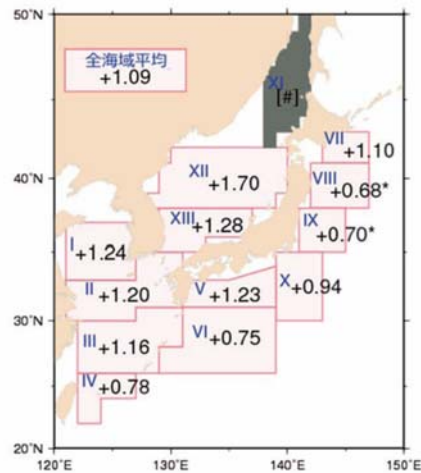 50°N
全海域平均
+1.09
XI
[#]
VII
+1.10
40°N
XII
+1.70
VIII
+0.68*
XIII
+1.28
IX
+0.70*
I
+1.24
II
+1.20
V
+1.23
X
+0.94
30°N
III
+1.16
VI
+0.75
IV
+0.78
20°N
120°E
130°E
140°E
150°E